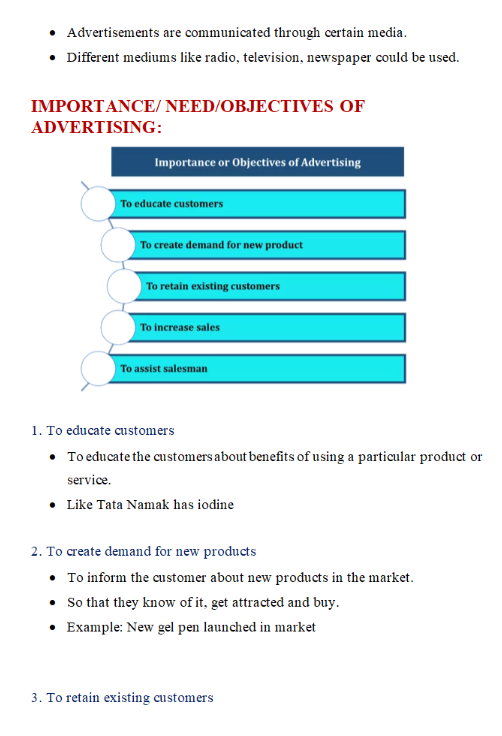 • Advertisements are communicated through certain media.
• Different mediums like radio, television, newspaper could be used.
IMPORTANCE/ NEED/OBJECTIVES OF
ADVERTISING:
Importance or Objectives of Advertising
To educate customers
To create demand for new product
To retain existing customers
To increase sales
To assist salesman
1. To educate customers
• To educate the customers about benefits of using a particular product or
service.
• Like Tata Namak has iodine
2. To create demand for new products
• To inform the customer about new products in the market.
• So that they know of it, get attracted and buy.
• Example: New gel pen launched in market
3. To retain existing customers